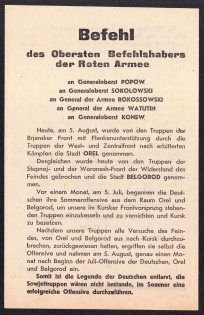 Befehl
des Obersten Befehlshabers
der Roten Armee
an Generaloberst POPOW
an Generaloberst SOKOLOWSKI
an General der Armee ROKOSSOWSKI
an General der Armee WATUTIN
an Generaloberst KONEW
Heute, am 5. August, wurde von den Truppen der
Brjansker Front mit Flankenunterstützung durch die
Truppen der West- und Zentralfront nach erbitterten
Kämpfen die Stadt OREL genommen.
Desgleichen wurde heute von den Truppen der
Steppnaj- und der Woronesh-Front der Widerstand des
Feindes gebrochen und die Stadt BELGOROD genom-
men.
Vor einem Monat, am 5. Juli, begannen die Deut-
schen ihre Sommeroffensive aus dem Raum Orel und
Belgorod, um unsere im Kursker Frontvorsprung stehen-
den Truppen einzukesseln und zu vernichten und Kursk
zu besetzen.
Nachdem unsere Truppen alle Versuche des Fein-
des, von Orel und Belgorod aus nach Kursk durchzu-
brechen, zurückgewiesen hatten, ergriffen sie selbst die
Offensive und nahmen am 5. August, genau einen Mo-
nat nach Beginn der Juli-Offensive der Deutschen, Orel
und Belgorod ein.
Somit ist die Legende der Deutschen entlarvt, die
Sowjettruppen wären nicht imstande, im Sommer eine
erfolgreiche Offensive durchzuführen.